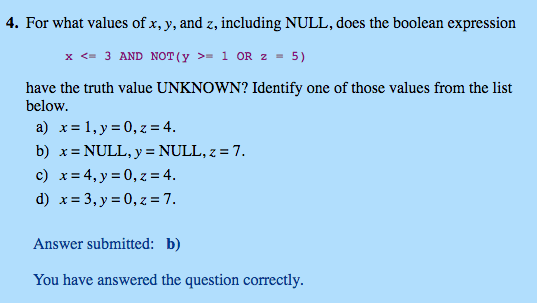 4. For what values of x, y, and z, including NULL, does the boolean expression
x <= 3 AND NOT(y >= 1 OR z = 5)
have the truth value UNKNOWN? Identify one of those values from the list
below.
a) x = 1, y = 0, z = 4.
b) x = NULL, y = NULL, z = 7.
c) x = 4, y = 0, z = 4.
d) x = 3, y = 0, z = 7.
Answer submitted: b)
You have answered the question correctly.